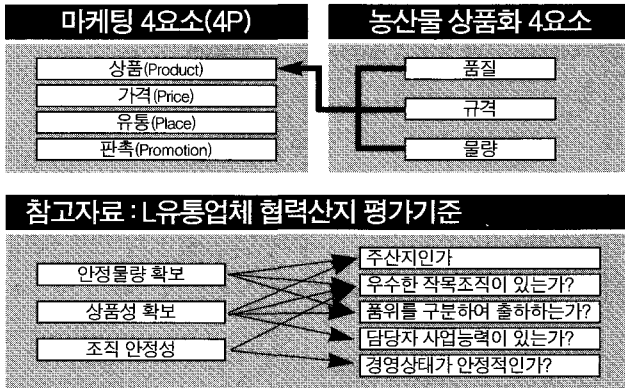 마케팅 4요소(4P)
상품(Product)
가격(Price)
유통(Place)
판촉(Promotion)
농산물 상품화 4요소
품질
규격
물량
참고자료 : L유통업체 협력산지 평가기준
안정물량 확보
상품성 확보
조직 안정성
주산지인가
우수한 작목조직이 있는가?
품위를 구분하여 출하하는가?
담당자 사업능력이 있는가?
경영상태가 안정적인가?